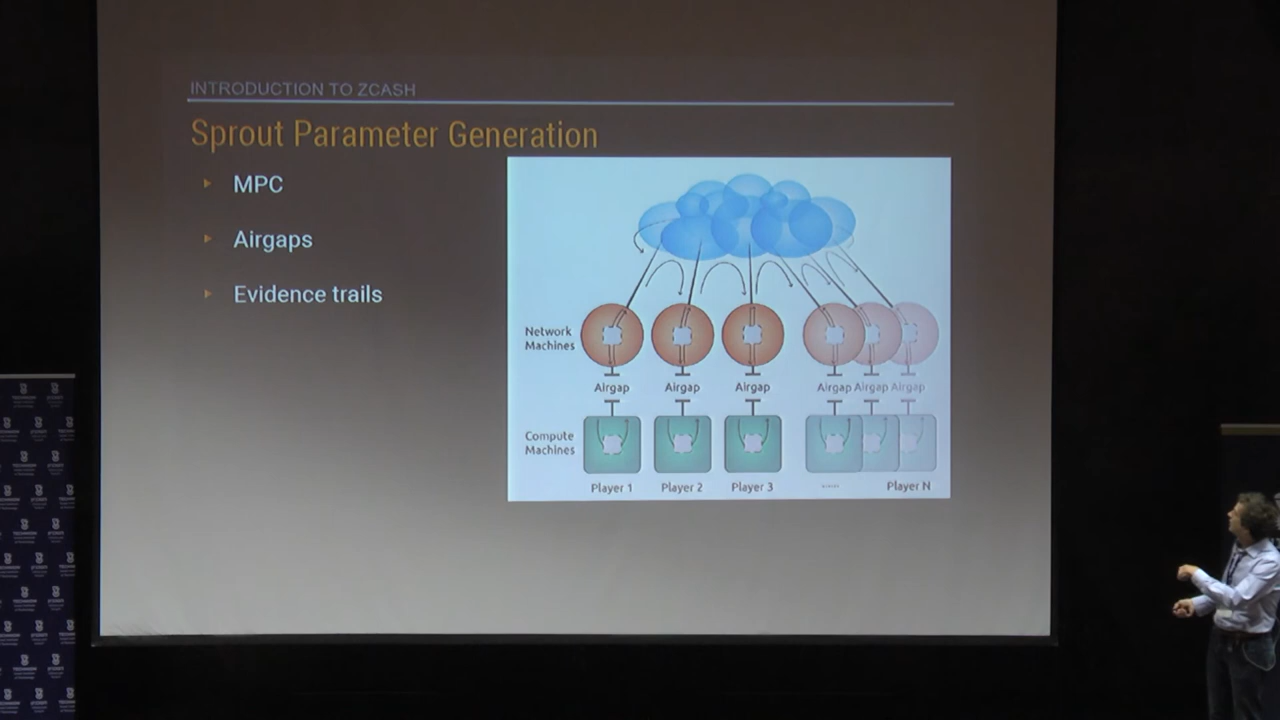 INTRODUCTION TO ZCASH
Sprout Parameter Generation
MPC
Airgaps
Evidence trails
Network
Machines
Airgap Airgap Airgap Airgap Airgap Airgap
Compute
Machines
Player 1 Player 2 Player 3 Player N
TECHNION